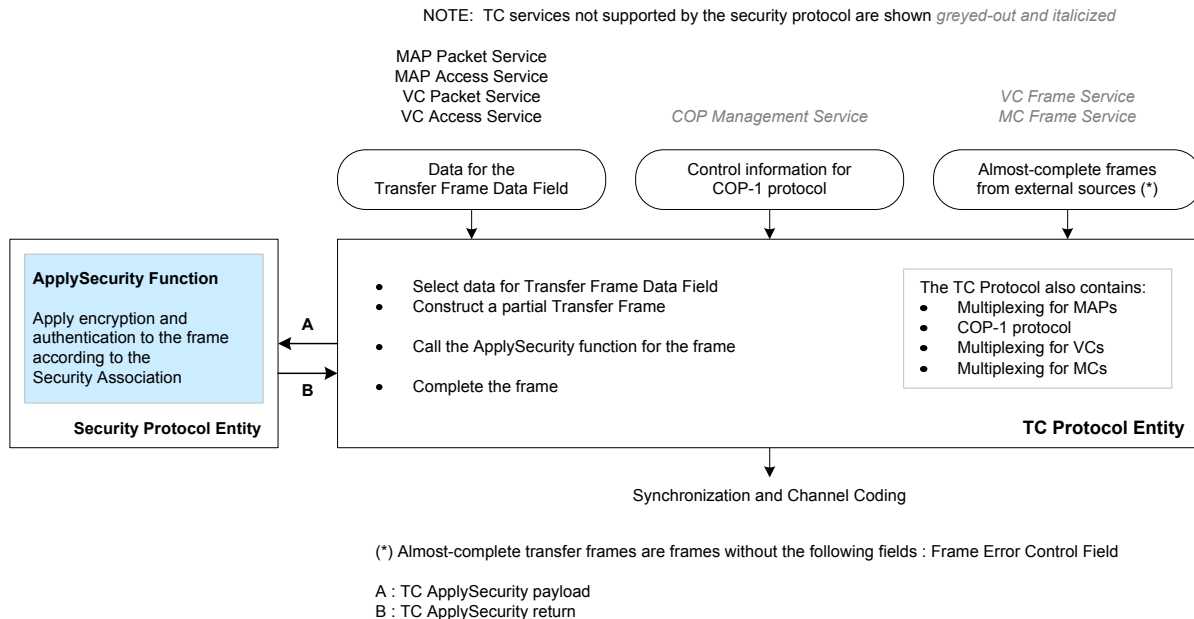 NOTE: TC services not supported by the security protocol are shown greyed-out and italicized
MAP Packet Service
MAP Access Service
VC Packet Service
VC Access Service
COP Management Service
VC Frame Service
MC Frame Service
Data for the
Transfer Frame Data Field
Control information for
COP-1 protocol
Almost-complete frames
from external sources (*)
ApplySecurity Function
Apply encryption and
authentication to the frame
according to the
Security Association
Security Protocol Entity
A
B
• Select data for Transfer Frame Data Field
• Construct a partial Transfer Frame
• Call the ApplySecurity function for the frame
• Complete the frame
The TC Protocol also contains:
• Multiplexing for MAPs
• COP-1 protocol
• Multiplexing for VCs
• Multiplexing for MCs
TC Protocol Entity
Synchronization and Channel Coding
(*) Almost-complete transfer frames are frames without the following fields : Frame Error Control Field
A : TC ApplySecurity payload
B : TC ApplySecurity return